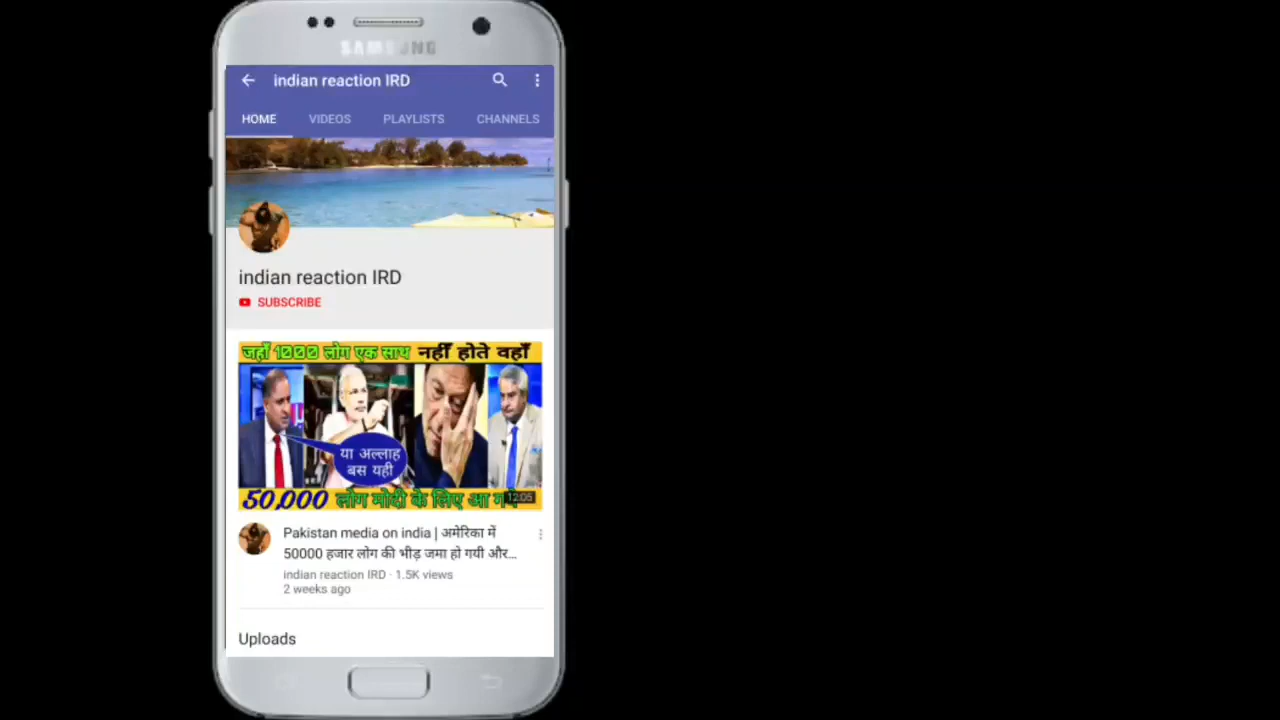 SAMSUNG
indian reaction IRD
HOME VIDEOS PLAYLISTS CHANNELS
indian reaction IRD
SUBSCRIBE
जहाँ 1000 लोग एक साथ नहीं होते वहाँ
या अल्लाह
बस यही
50,000 लोग मोदी के लिए आ गये
12:05
Pakistan media on india | अमेरिका में
50000 हजार लोग की भीड़ जमा हो गयी और...
indian reaction IRD · 1.5K views
2 weeks ago
Uploads